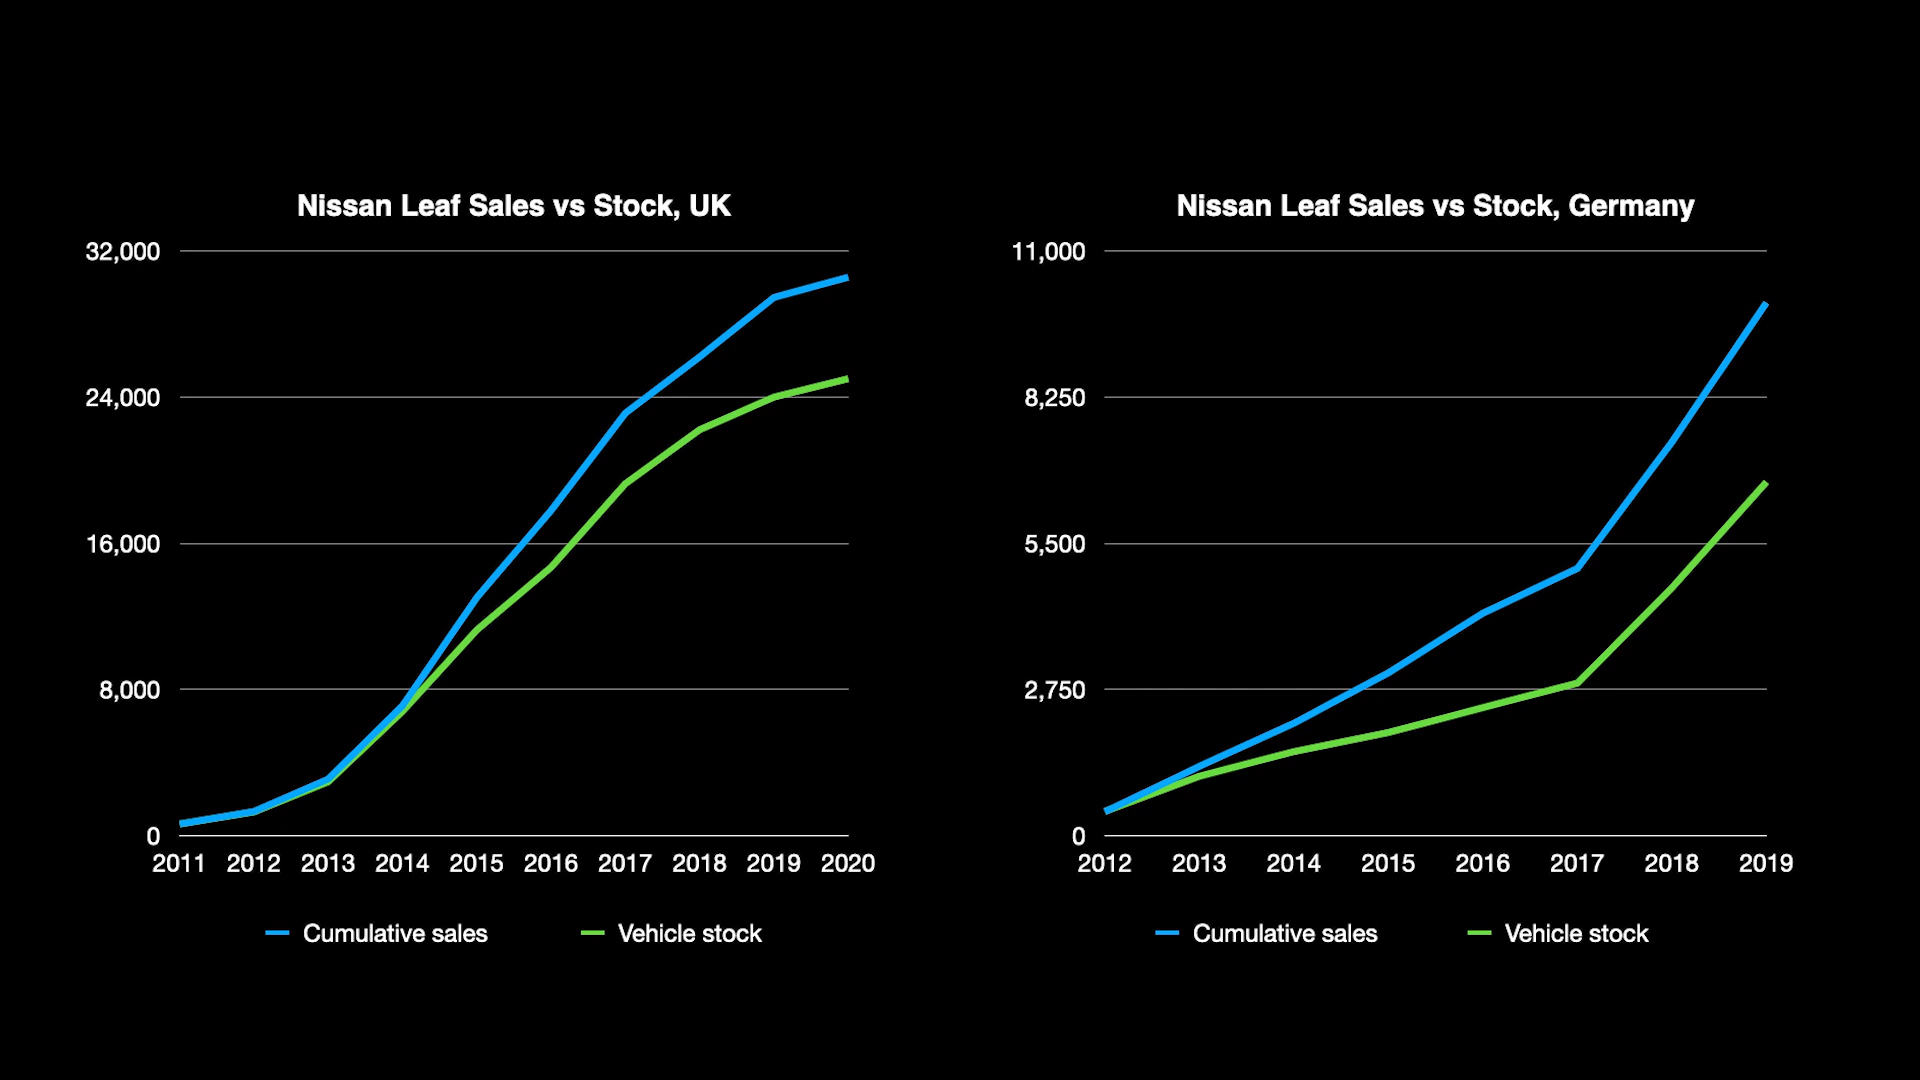 Nissan Leaf Sales vs Stock, UK
32,000
24,000
16,000
8,000
0
2011 2012 2013 2014 2015 2016 2017 2018 2019 2020
Cumulative sales Vehicle stock
Nissan Leaf Sales vs Stock, Germany
11,000
8,250
5,500
2,750
0
2012 2013 2014 2015 2016 2017 2018 2019
Cumulative sales Vehicle stock